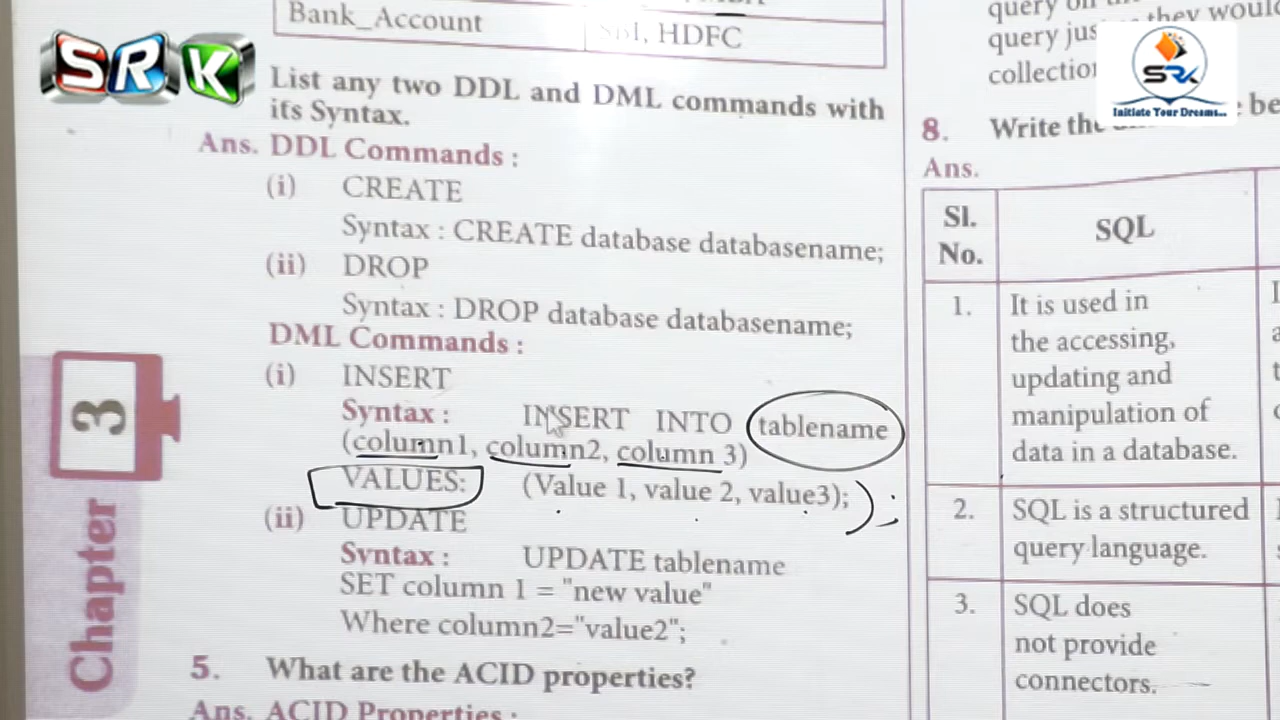 Bank_Account
SBI, HDFC
SRK
List any two DDL and DML commands with
its Syntax.
Ans. DDL Commands :
(i) CREATE
Syntax : CREATE database databasename;
(ii) DROP
Syntax : DROP database databasename;
DML Commands :
(i) INSERT
Syntax : INSERT INTO tablename
(column1, column2, column 3)
VALUES: (Value 1, value 2, value3); );
(ii) UPDATE
Syntax : UPDATE tablename
SET column 1 = "new value"
Where column2="value2";
5. What are the ACID properties?
Ans. ACID Properties :
Chapter
3
query on
query just they would
collection
SRK
Initiate Your Dreams...
8. Write the be
Ans.
Sl.
No.
SQL
1. It is used in
the accessing,
updating and
manipulation of
data in a database.
2. SQL is a structured
query language.
3. SQL does
not provide
connectors.